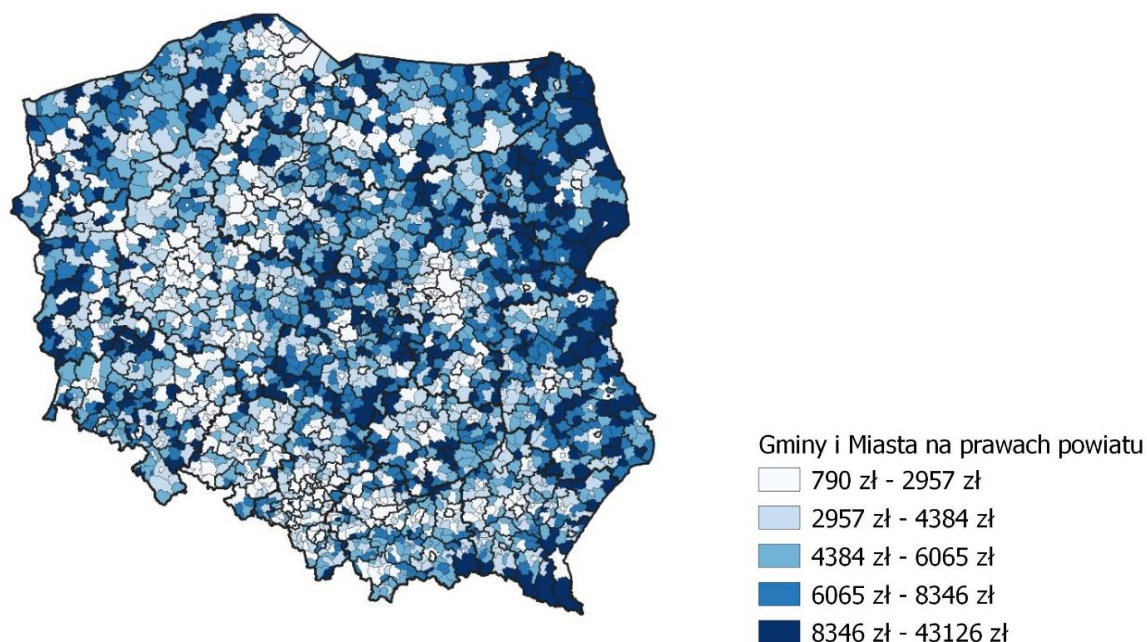 Gminy i Miasta na prawach powiatu
790 zł - 2957 zł
2957 zł - 4384 zł
4384 zł - 6065 zł
6065 zł - 8346 zł
8346 zł - 43126 zł